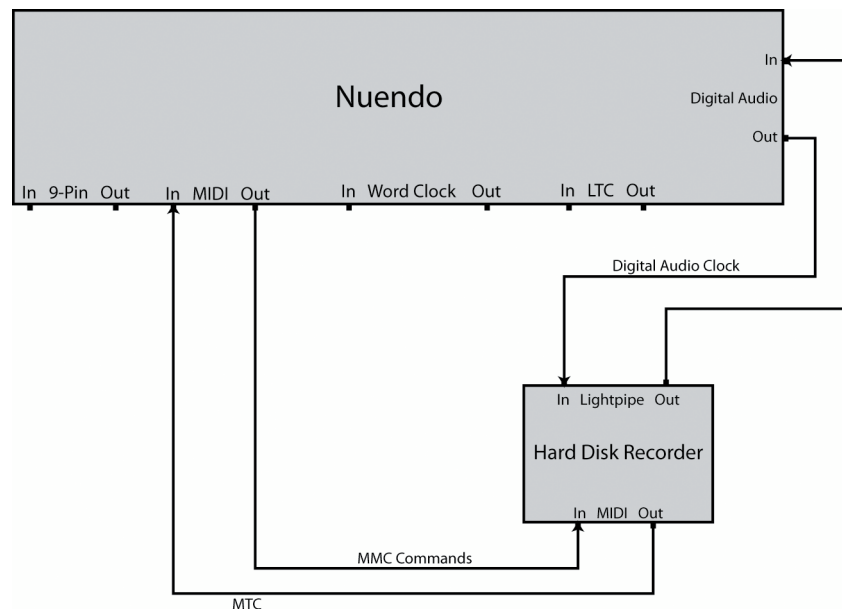 In
Nuendo
Digital Audio
Out
In 9-Pin Out In MIDI Out In Word Clock Out In LTC Out
Digital Audio Clock
In Lightpipe Out
Hard Disk Recorder
In MIDI Out
MMC Commands
MTC